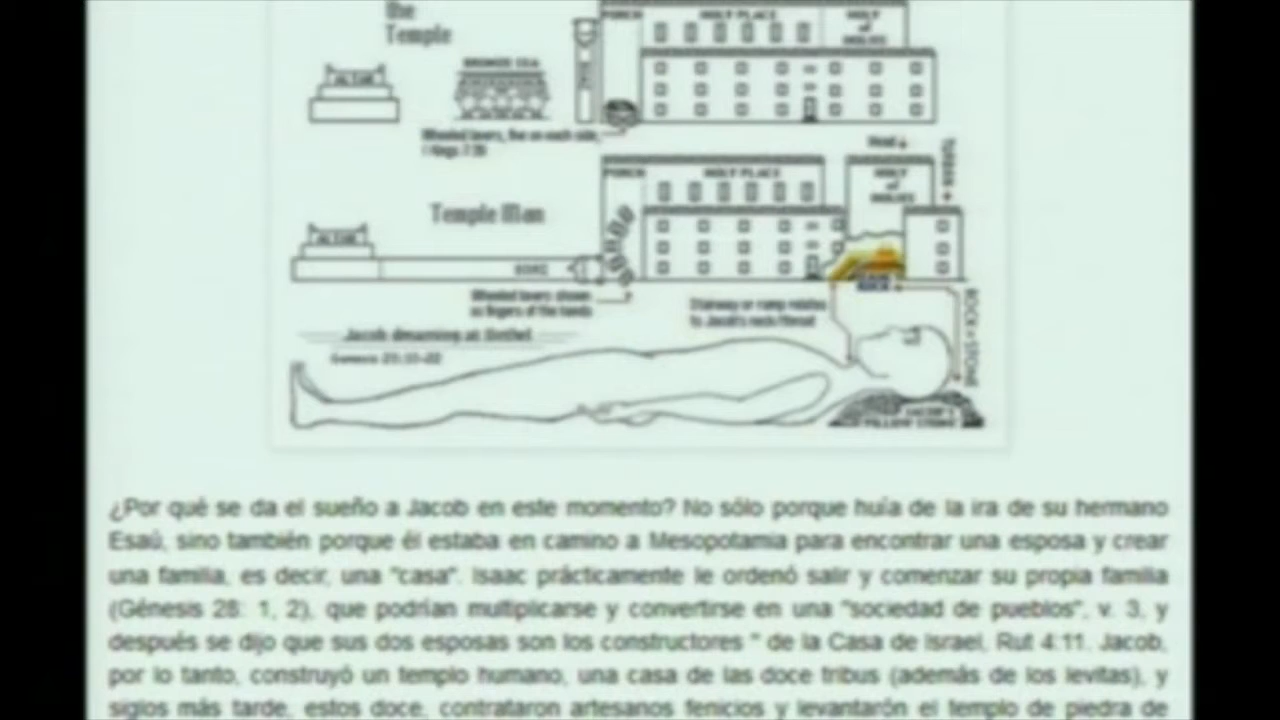 the
Temple
PORCH
HOLY PLACE
HOLY
of
HOLIES
ALTAR
BRONZE SEA
Wheeled lavers, five on each side,
I Kings 7:39
Head
PORCH
HOLY PLACE
HOLY
of
HOLIES
Temple Man
ALTAR
Wheeled lavers shown
as fingers of the hands
Stairway or ramp relates
to Jacob's neck/throat
ROCK
Jacob dreaming at Bethel
JACOB'S
PILLOW STONE
¿Por qué se da el sueño a Jacob en este momento? No sólo porque huía de la ira de su hermano
Esaú, sino también porque él estaba en camino a Mesopotamia para encontrar una esposa y crear
una familia, es decir, una "casa". Isaac prácticamente le ordenó salir y comenzar su propia familia
(Génesis 28: 1, 2), que podrían multiplicarse y convertirse en una "sociedad de pueblos", v. 3, y
después se dijo que sus dos esposas son los constructores " de la Casa de Israel, Rut 4:11. Jacob,
por lo tanto, construyó un templo humano, una casa de las doce tribus (además de los levitas), y
siglos más tarde, estos doce, contrataron artesanos fenicios y levantarón el templo de piedra de